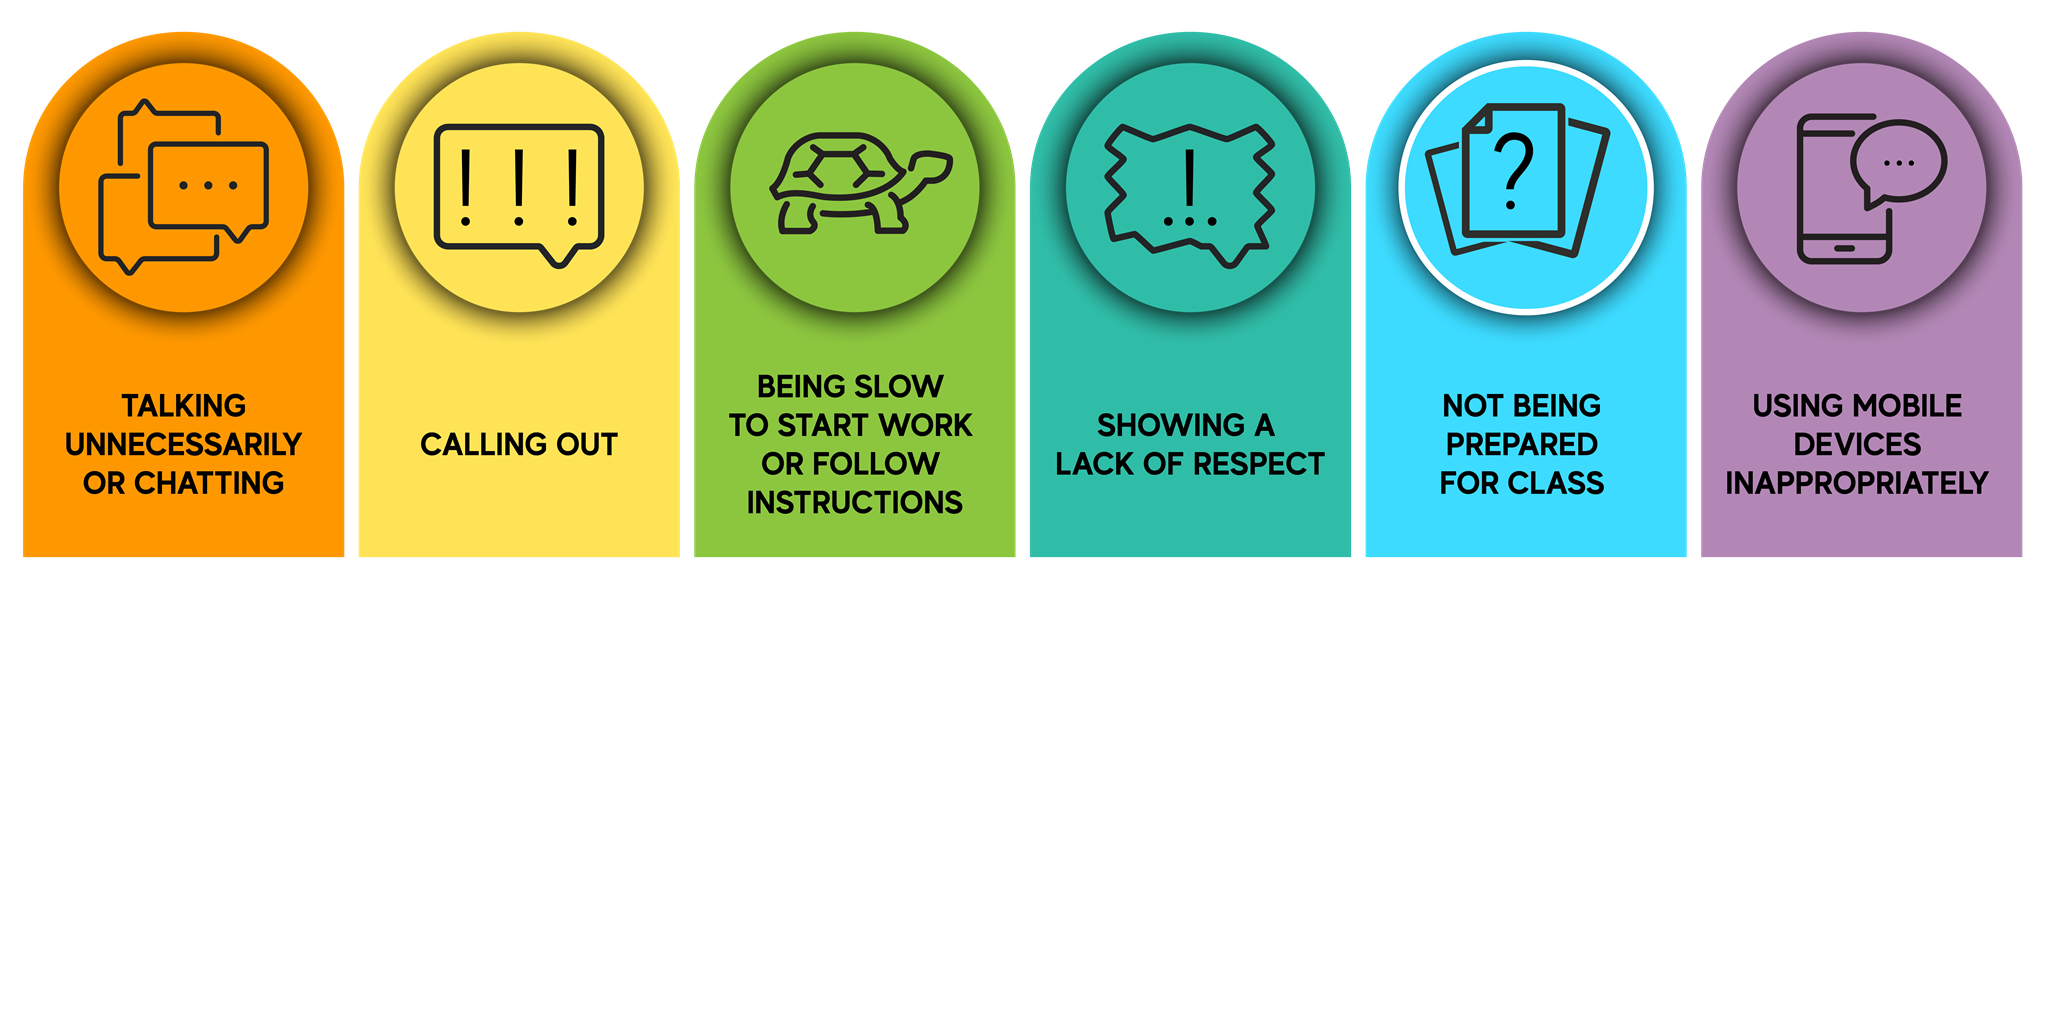 ! ! !
!
?
TALKING
UNNECESSARILY
OR CHATTING
CALLING OUT
BEING SLOW
TO START WORK
OR FOLLOW
INSTRUCTIONS
SHOWING A
LACK OF RESPECT
NOT BEING
PREPARED
FOR CLASS
USING MOBILE
DEVICES
INAPPROPRIATELY